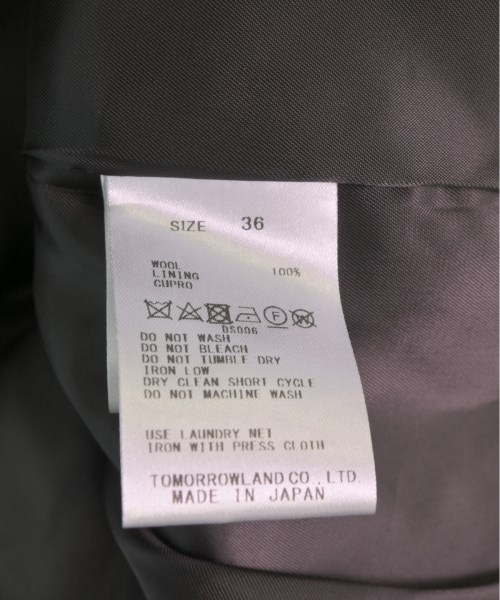 SIZE 36
WOOL
LINING 100%
CUPRO
F W
DS006
DO NOT WASH
DO NOT BLEACH
DO NOT TUMBLE DRY
IRON LOW
DRY CLEAN SHORT CYCLE
DO NOT MACHINE WASH
USE LAUNDRY NET
IRON WITH PRESS CLOTH
TOMORROWLAND CO., LTD.
MADE IN JAPAN